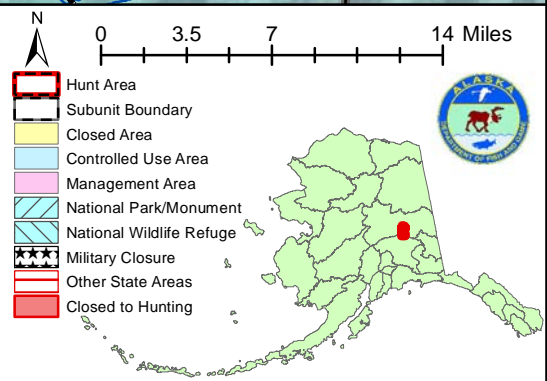 N
0 3.5 7 14 Miles
Hunt Area
Subunit Boundary
Closed Area
Controlled Use Area
Management Area
National Park/Monument
National Wildlife Refuge
Military Closure
Other State Areas
Closed to Hunting
ALASKA
DEPARTMENT OF FISH AND GAME